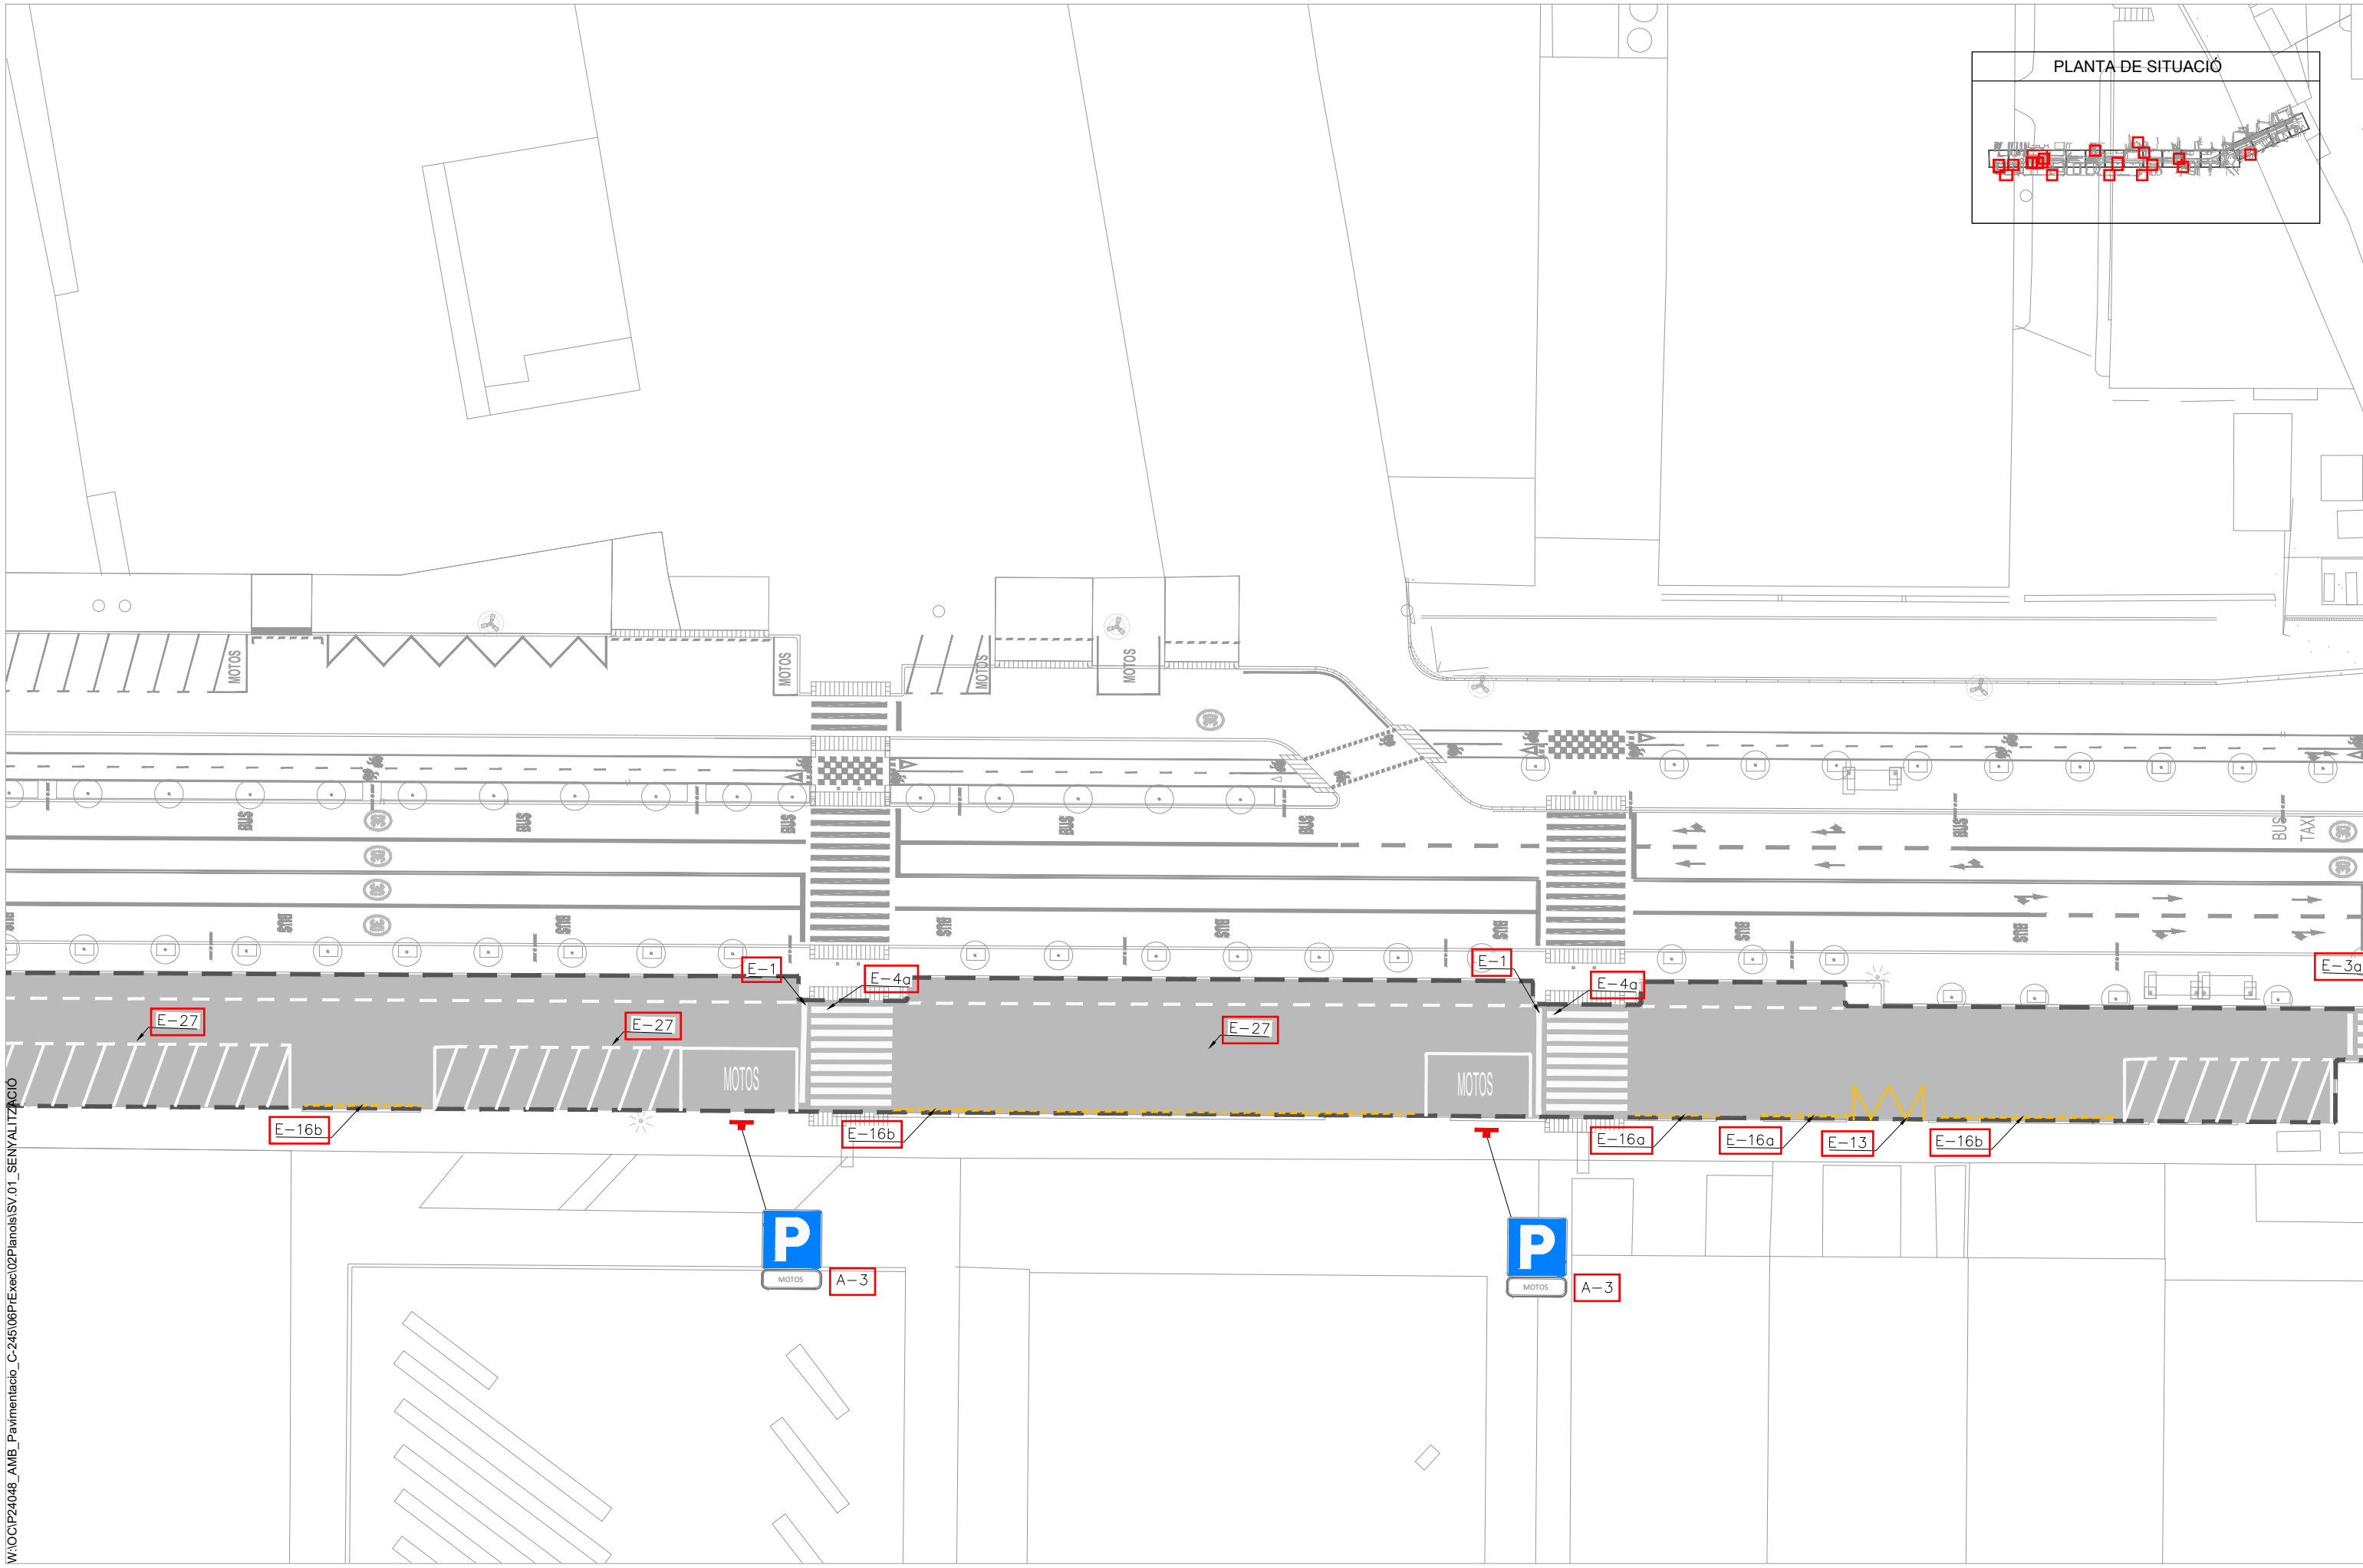 PLANTA DE SITUACIÓ
MOTOS
MOTOS
MOTOS
MOTOS
BUS
BUS
BUS
BUS
BUS
BUS
BUS
TAXI
BUS
BUS
BUS
BUS
BUS
BUS
BUS
BUS
E-1
E-4a
E-1
E-4a
E-3a
E-27
E-27
E-27
MOTOS
MOTOS
E-16b
E-16b
E-16a
E-16a
E-13
E-16b
P
MOTOS
A-3
P
MOTOS
A-3
W:\OC\P24048_AMB_Pavimentacio_C-245\06PrExec\02Planols\SV.01_SENYALITZACIÓ